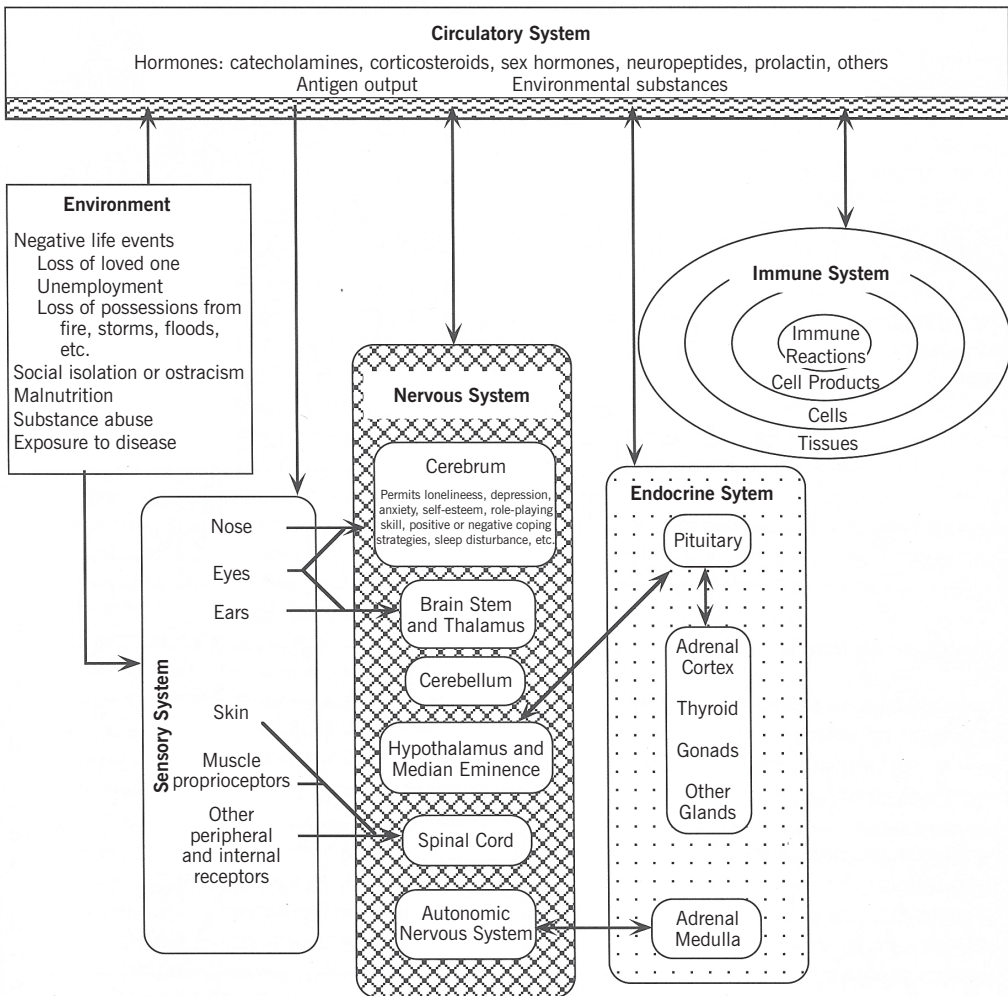 Circulatory System
Hormones: catecholamines, corticosteroids, sex hormones, neuropeptides, prolactin, others
Antigen output Environmental substances
Environment
Negative life events
Loss of loved one
Unemployment
Loss of possessions from
fire, storms, floods,
etc.
Social isolation or ostracism
Malnutrition
Substance abuse
Exposure to disease
Sensory System
Nose
Eyes
Ears
Skin
Muscle
proprioceptors
Other
peripheral
and internal
receptors
Nervous System
Cerebrum
Permits lonelineess, depression,
anxiety, self-esteem, role-playing
skill, positive or negative coping
strategies, sleep disturbance, etc.
Brain Stem
and Thalamus
Cerebellum
Hypothalamus and
Median Eminence
Spinal Cord
Autonomic
Nervous System
Immune System
Immune
Reactions
Cell Products
Cells
Tissues
Endocrine Sytem
Pituitary
Adrenal
Cortex
Thyroid
Gonads
Other
Glands
Adrenal
Medulla